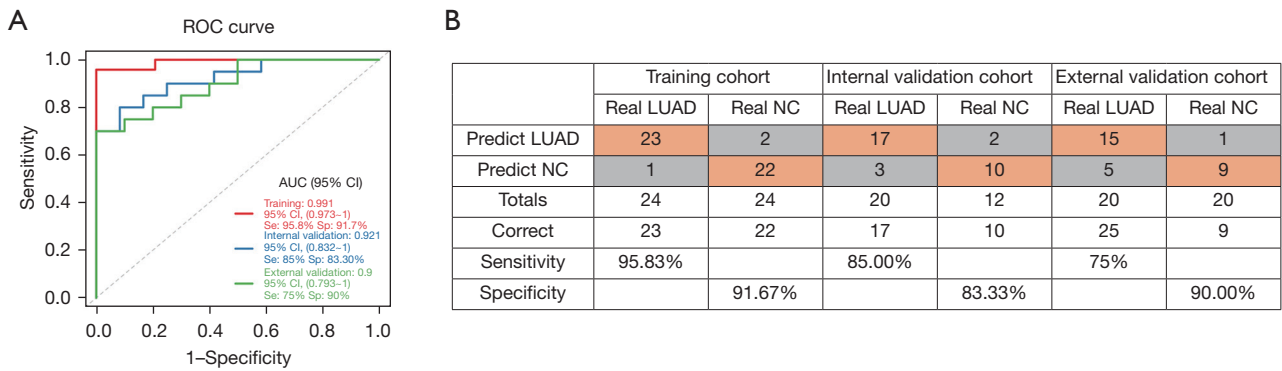 A
ROC curve
1.0
0.8
0.6
0.4
0.2
0.0
Sensitivity
AUC (95% CI)
Training: 0.991
95% CI, (0.973~1)
Se: 95.8% Sp: 91.7%
Internal validation: 0.921
95% CI, (0.832~1)
Se: 85% Sp: 83.30%
External validation: 0.9
95% CI, (0.793~1)
Se: 75% Sp: 90%
0.0 0.2 0.4 0.6 0.8 1.0
1–Specificity
B
Training cohort Internal validation cohort External validation cohort
Real LUAD Real NC Real LUAD Real NC Real LUAD Real NC
Predict LUAD 23 2 17 2 15 1
Predict NC 1 22 3 10 5 9
Totals 24 24 20 12 20 20
Correct 23 22 17 10 25 9
Sensitivity 95.83% 85.00% 75%
Specificity 91.67% 83.33% 90.00%